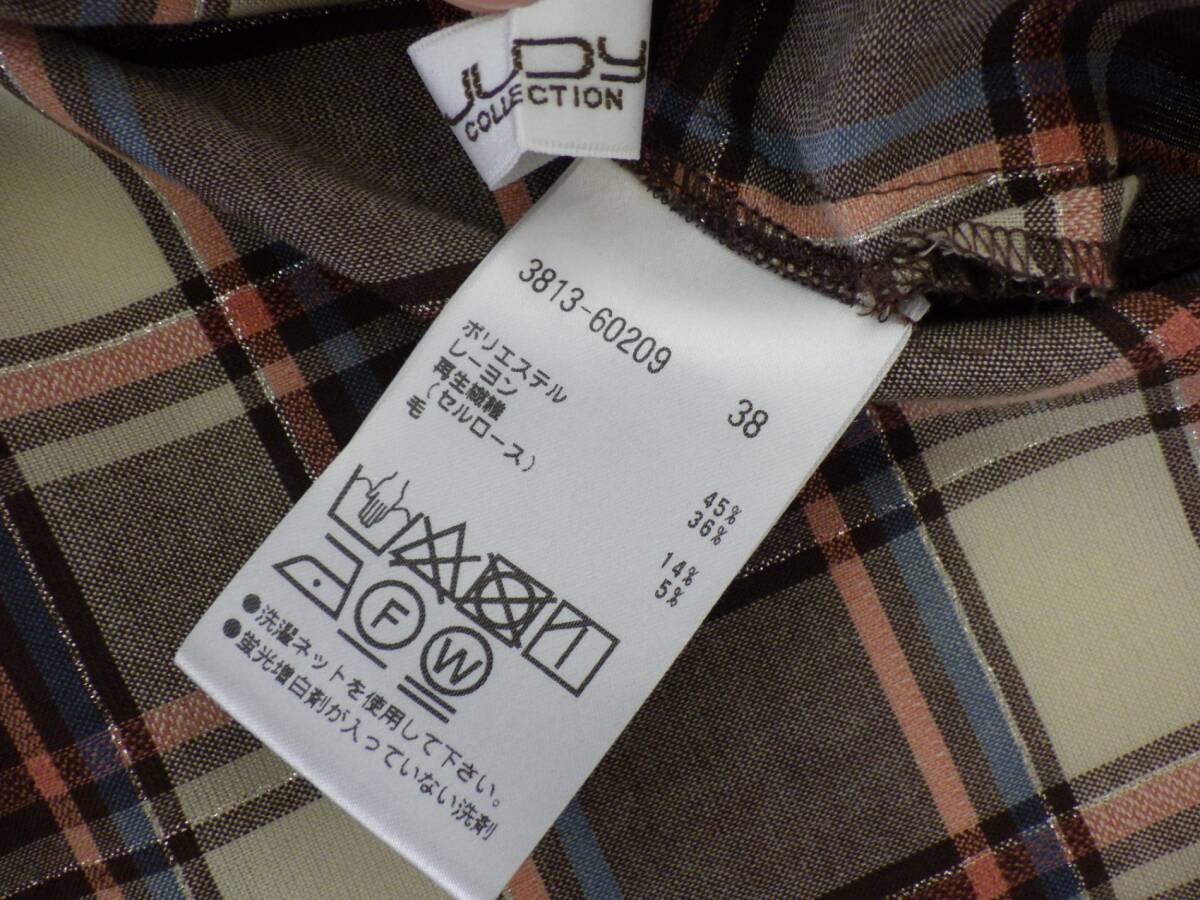 JUDY
COLLECTION
3813-60209
38
ポリエステル 45%
レーヨン 36%
再生繊維
(セルロース) 14%
毛 5%
F
W
●洗濯ネットを使用して下さい。
●蛍光増白剤が入っていない洗剤